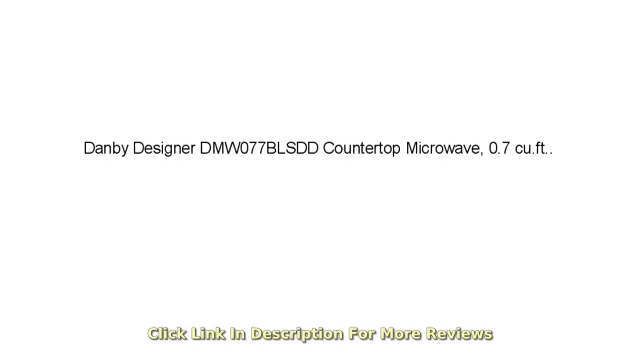 Danby Designer DMW077BLSDD Countertop Microwave, 0.7 cu.ft..
Click Link In Description For More Reviews